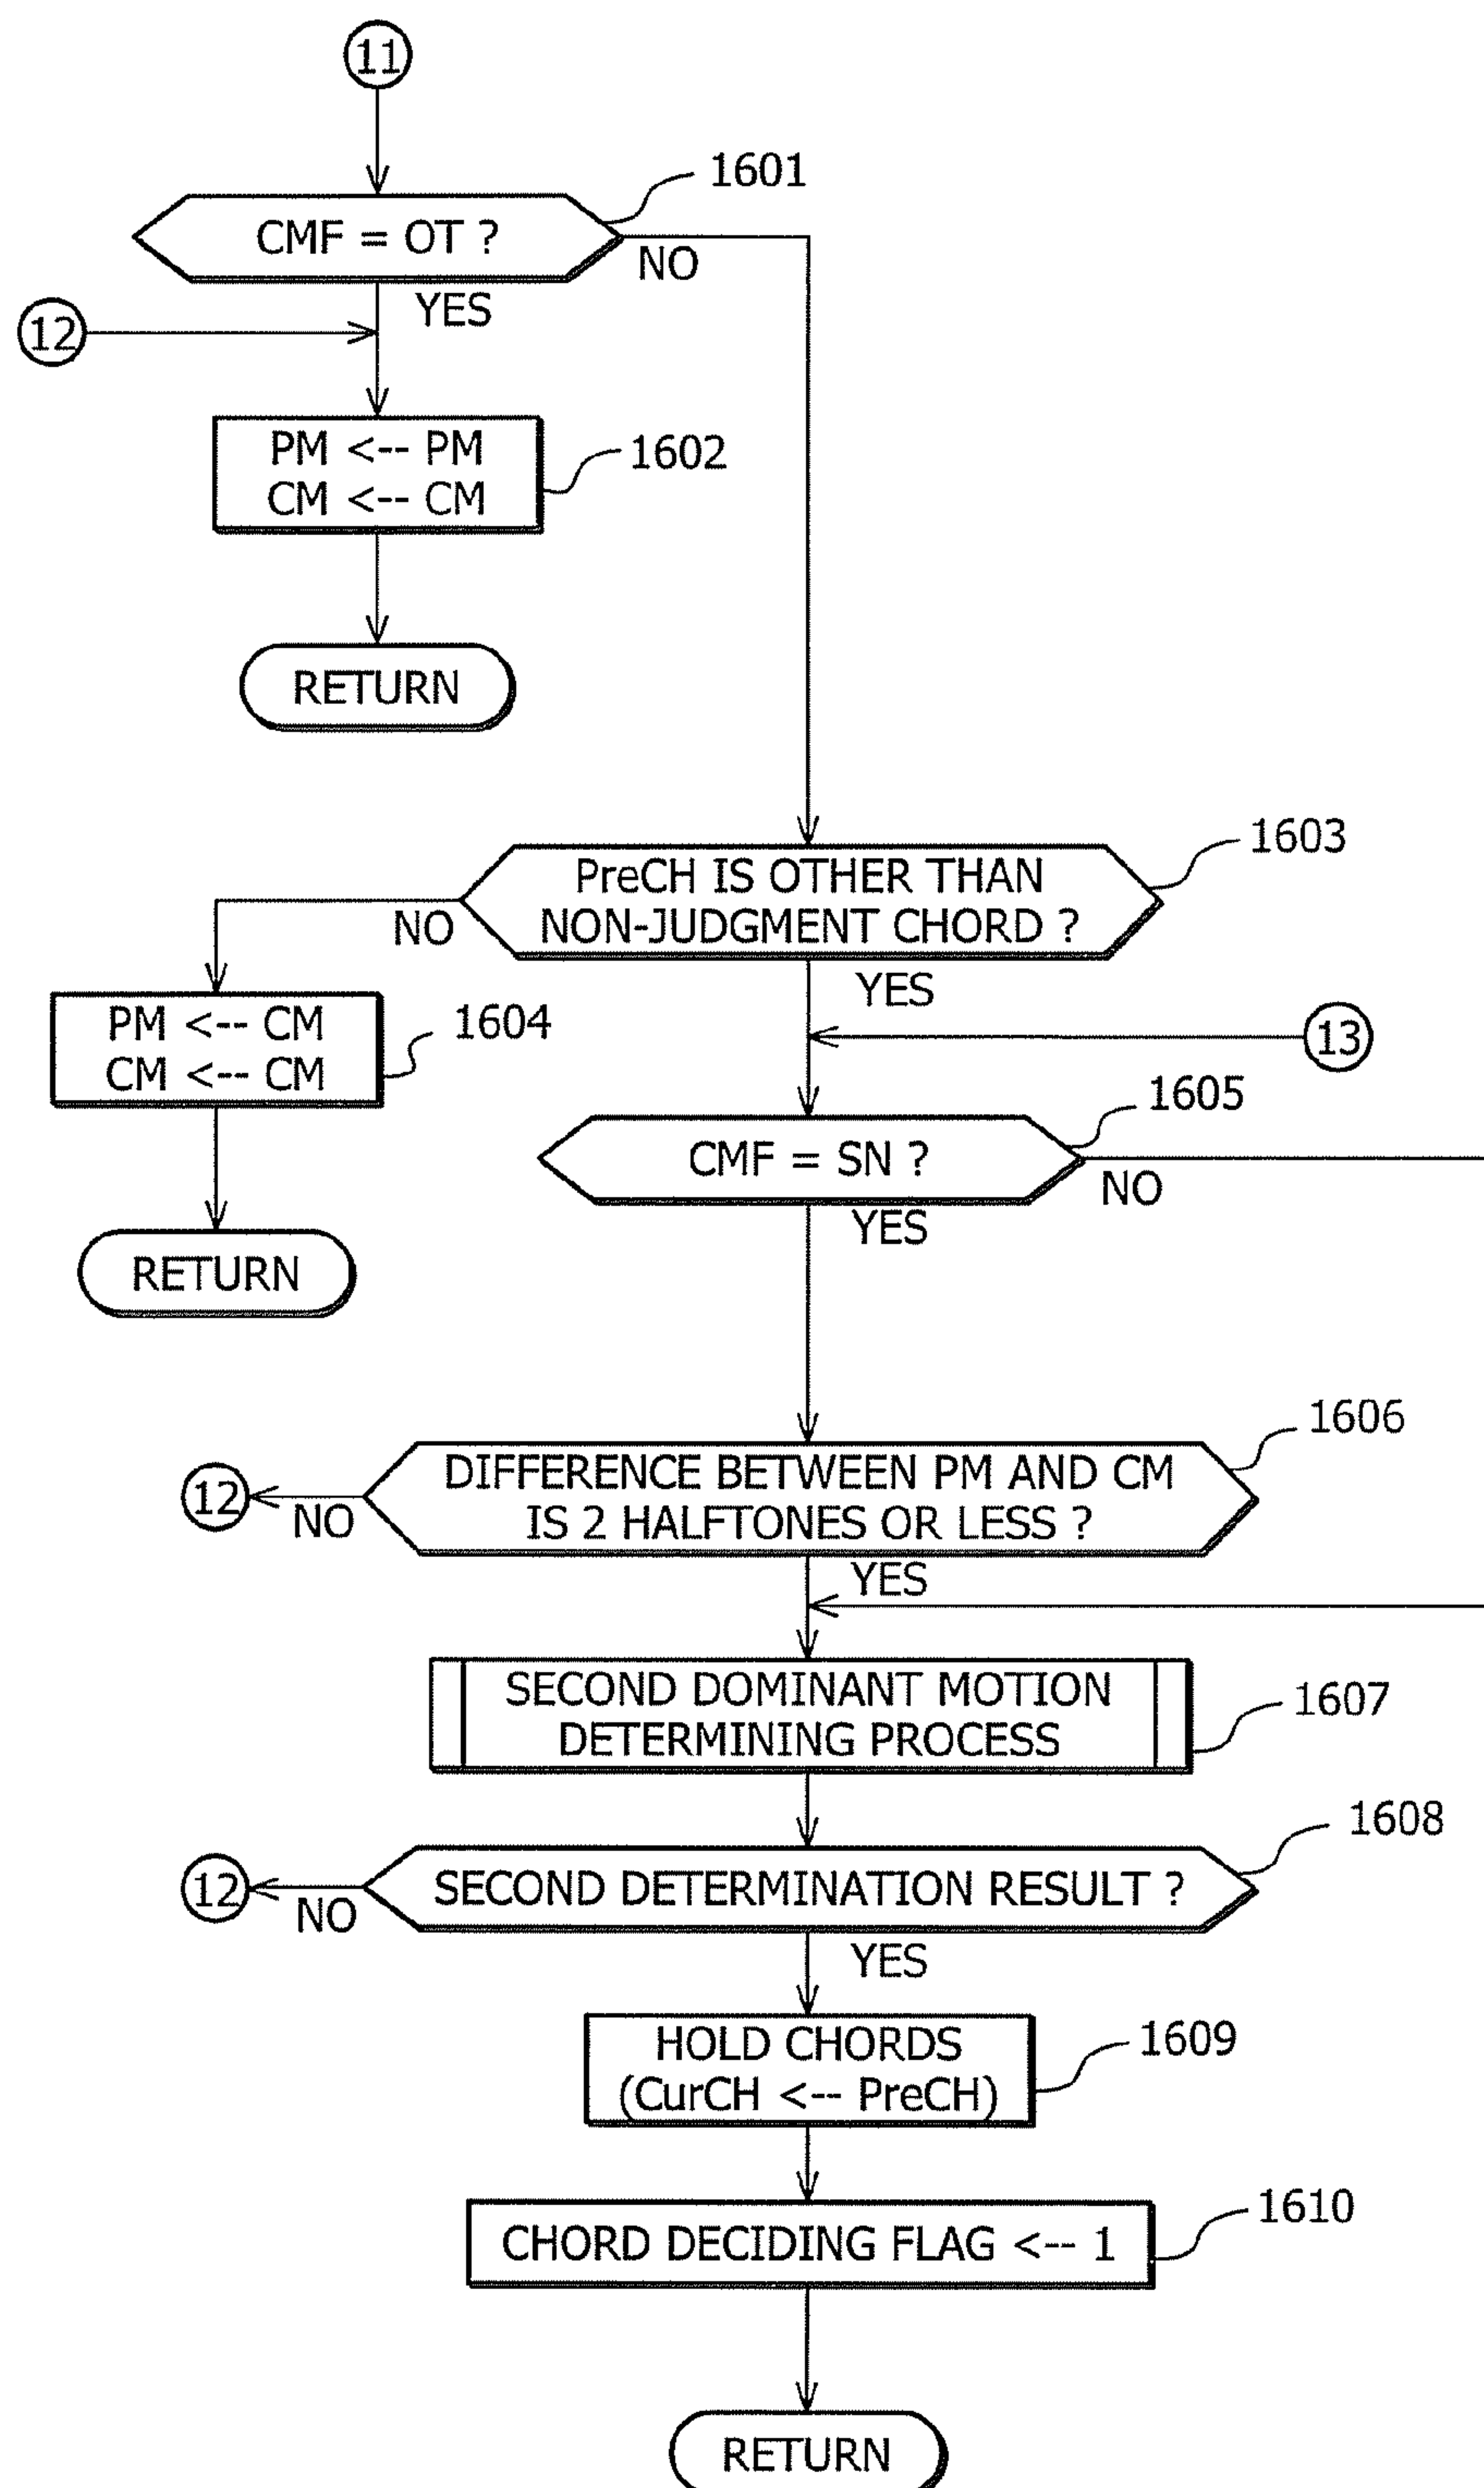 11
1601
CMF = OT ?
NO
YES
12
PM <-- PM
CM <-- CM
1602
RETURN
1603
PreCH IS OTHER THAN
NON-JUDGMENT CHORD ?
NO
YES
PM <-- CM
CM <-- CM
1604
13
1605
CMF = SN ?
NO
YES
RETURN
1606
DIFFERENCE BETWEEN PM AND CM
IS 2 HALFTONES OR LESS ?
12
NO
YES
SECOND DOMINANT MOTION
DETERMINING PROCESS
1607
1608
SECOND DETERMINATION RESULT ?
12
NO
YES
HOLD CHORDS
(CurCH <-- PreCH)
1609
1610
CHORD DECIDING FLAG <-- 1
RETURN